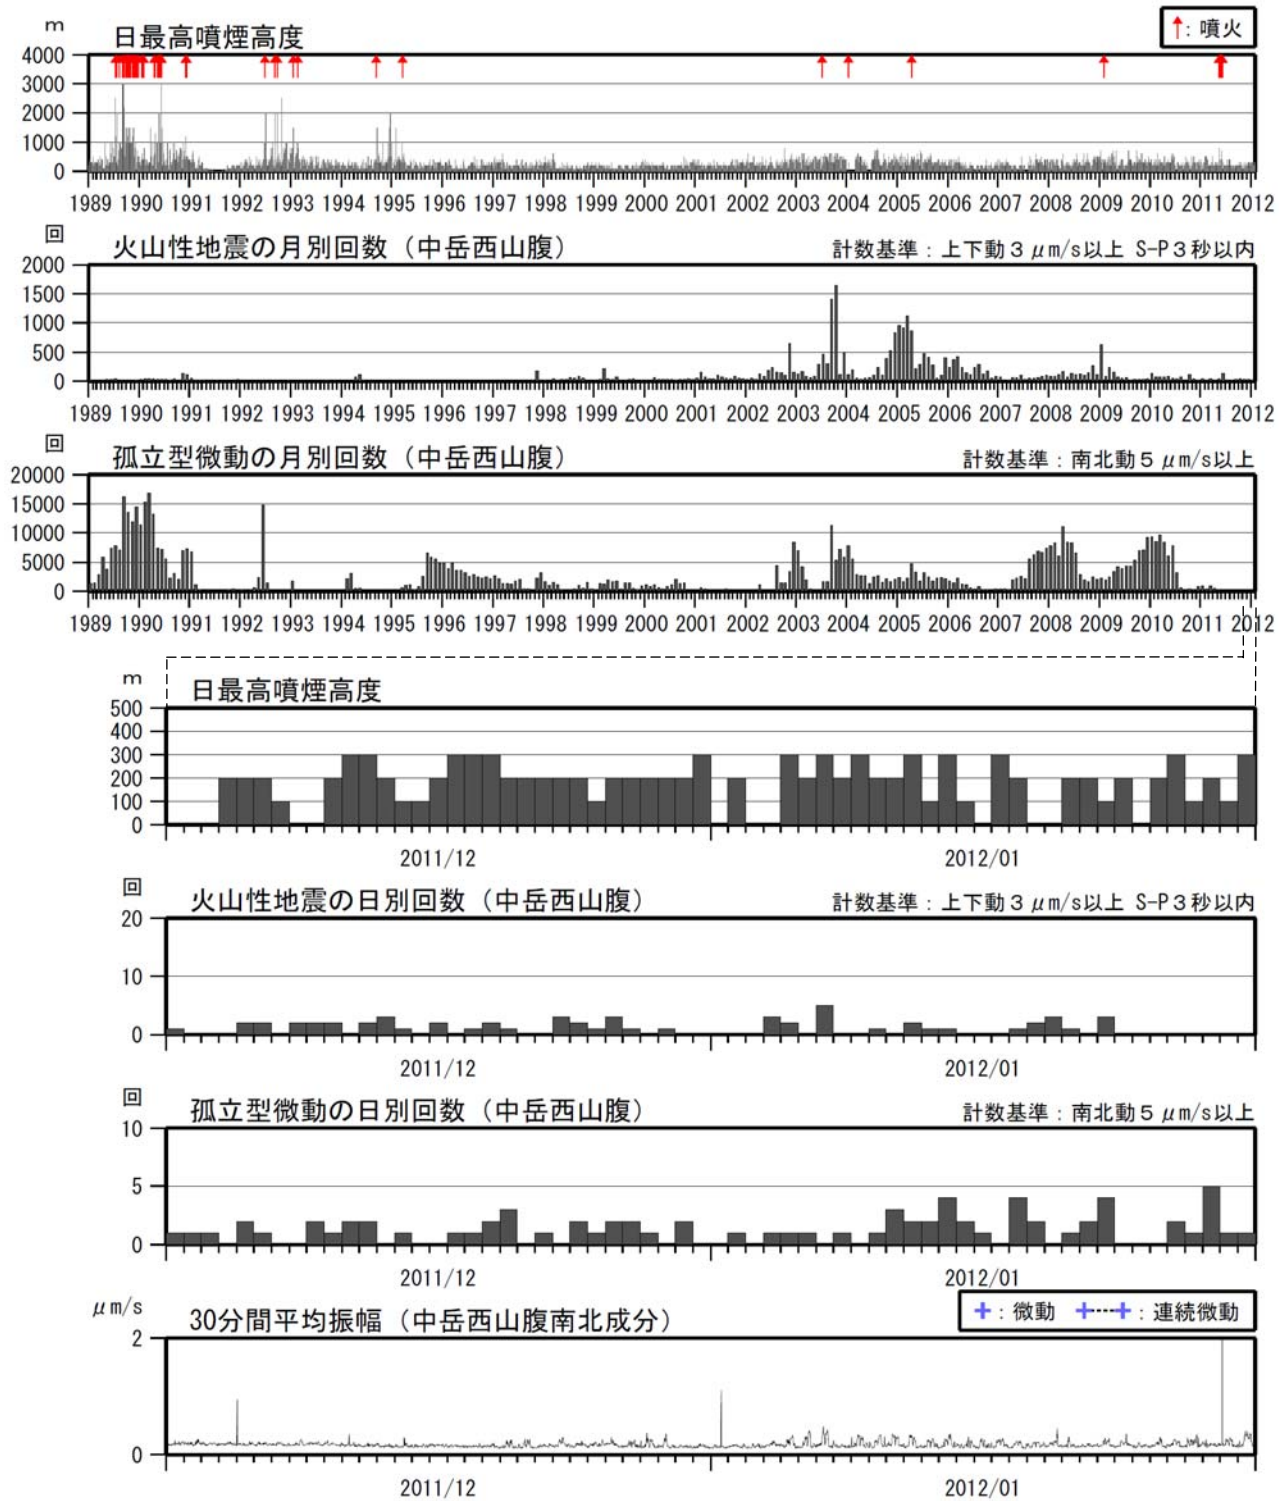 m 日最高噴煙高度
↑：噴火
4000
3000
2000
1000
0
1989 1990 1991 1992 1993 1994 1995 1996 1997 1998 1999 2000 2001 2002 2003 2004 2005 2006 2007 2008 2009 2010 2011 2012
回 火山性地震の月別回数（中岳西山腹） 計数基準：上下動３μm/s以上 S-P３秒以内
2000
1500
1000
500
0
1989 1990 1991 1992 1993 1994 1995 1996 1997 1998 1999 2000 2001 2002 2003 2004 2005 2006 2007 2008 2009 2010 2011 2012
回 孤立型微動の月別回数（中岳西山腹） 計数基準：南北動５μm/s以上
20000
15000
10000
5000
0
1989 1990 1991 1992 1993 1994 1995 1996 1997 1998 1999 2000 2001 2002 2003 2004 2005 2006 2007 2008 2009 2010 2011 2012
m 日最高噴煙高度
500
400
300
200
100
0
2011/12 2012/01
回 火山性地震の日別回数（中岳西山腹） 計数基準：上下動３μm/s以上 S-P３秒以内
20
10
0
2011/12 2012/01
回 孤立型微動の日別回数（中岳西山腹） 計数基準：南北動５μm/s以上
10
5
0
2011/12 2012/01
μm/s 30分間平均振幅（中岳西山腹南北成分）
＋：微動 ＋----＋：連続微動
2
0
2011/12 2012/01